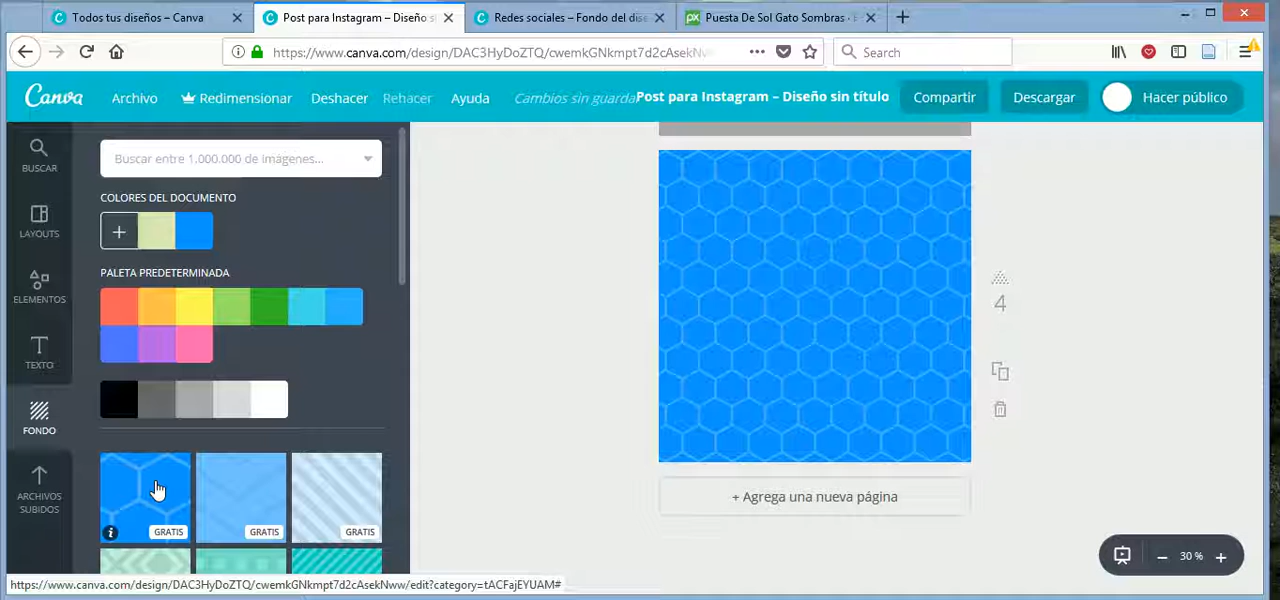 Todos tus diseños – Canva
Post para Instagram – Diseño s
Redes sociales – Fondo del dise
Puesta De Sol Gato Sombras ·
https://www.canva.com/design/DAC3HyDoZTQ/cwemkGNkmpt7d2cAsekNw
Search
Canva
Archivo
Redimensionar
Deshacer
Rehacer
Ayuda
Cambios sin guarda
Post para Instagram – Diseño sin título
Compartir
Descargar
Hacer público
BUSCAR
LAYOUTS
ELEMENTOS
TEXTO
FONDO
ARCHIVOS
SUBIDOS
Buscar entre 1.000.000 de imágenes...
COLORES DEL DOCUMENTO
PALETA PREDETERMINADA
GRATIS
GRATIS
GRATIS
4
+ Agrega una nueva página
30 %
https://www.canva.com/design/DAC3HyDoZTQ/cwemkGNkmpt7d2cAsekNww/edit?category=tACFajEYUAM#